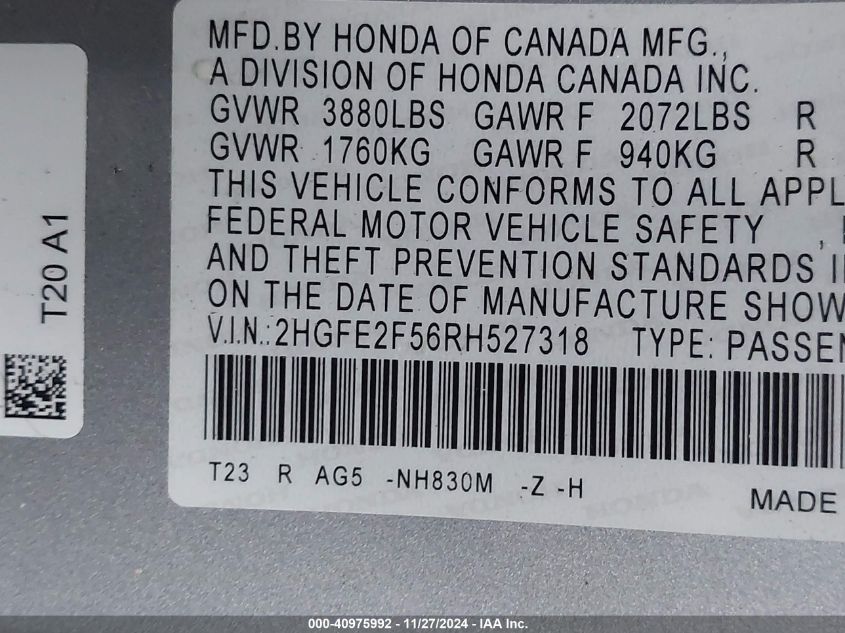 MFD.BY HONDA OF CANADA MFG.,
A DIVISION OF HONDA CANADA INC.
GVWR 3880LBS GAWR F 2072LBS R
GVWR 1760KG GAWR F 940KG R
THIS VEHICLE CONFORMS TO ALL APPL
FEDERAL MOTOR VEHICLE SAFETY ,
AND THEFT PREVENTION STANDARDS
ON THE DATE OF MANUFACTURE SHOW
V.I.N.:2HGFE2F56RH527318 TYPE: PASSEN
T23 R AG5 -NH830M -Z -H
MADE
T20 A1
000-40975992 - 11/27/2024 - IAA Inc.